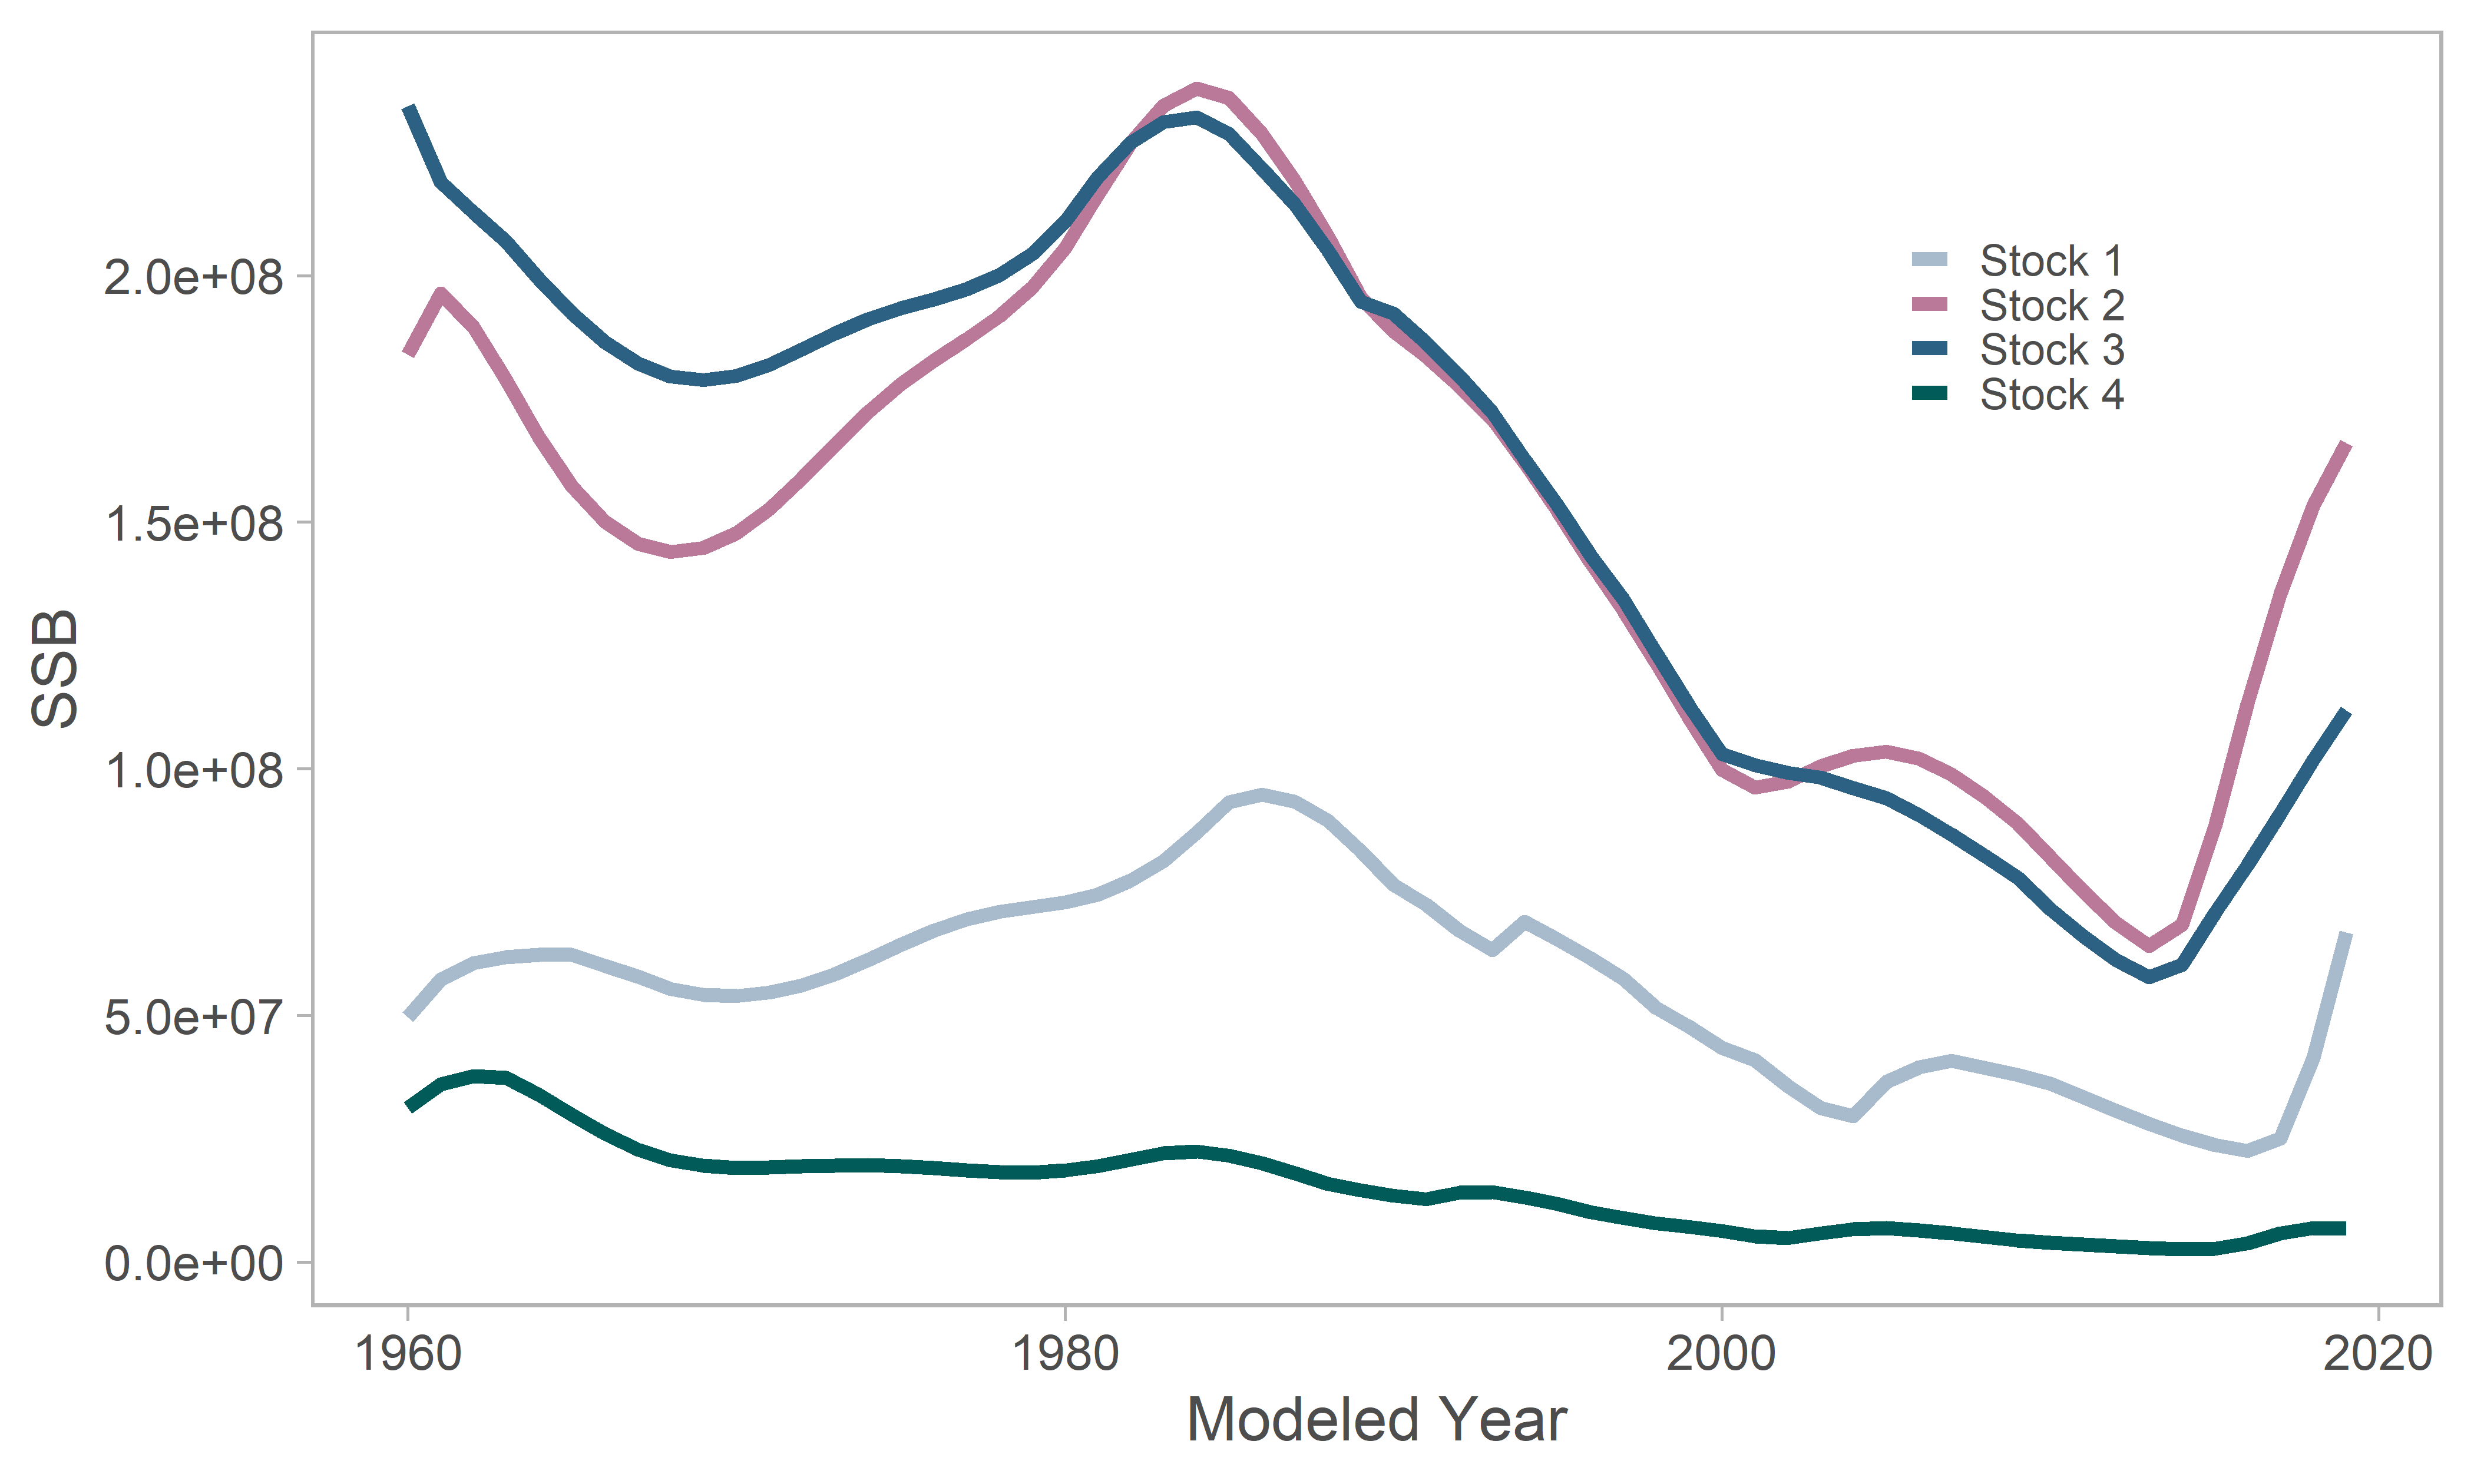 SSB
2.0e+08
1.5e+08
1.0e+08
5.0e+07
0.0e+00
Stock 1
Stock 2
Stock 3
Stock 4
1960 1980 2000 2020
Modeled Year